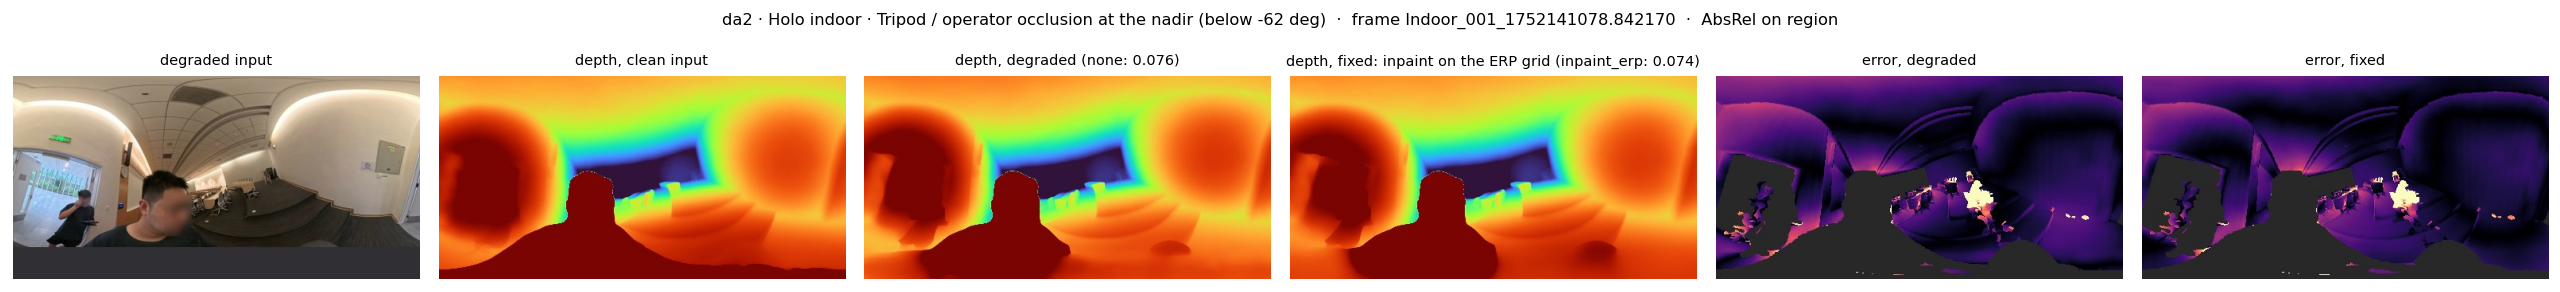 da2 · Holo indoor · Tripod / operator occlusion at the nadir (below -62 deg)  ·  frame Indoor_001_1752141078.842170  ·  AbsRel on region
degraded input
depth, clean input
depth, degraded (none: 0.076)
depth, fixed: inpaint on the ERP grid (inpaint_erp: 0.074)
error, degraded
error, fixed